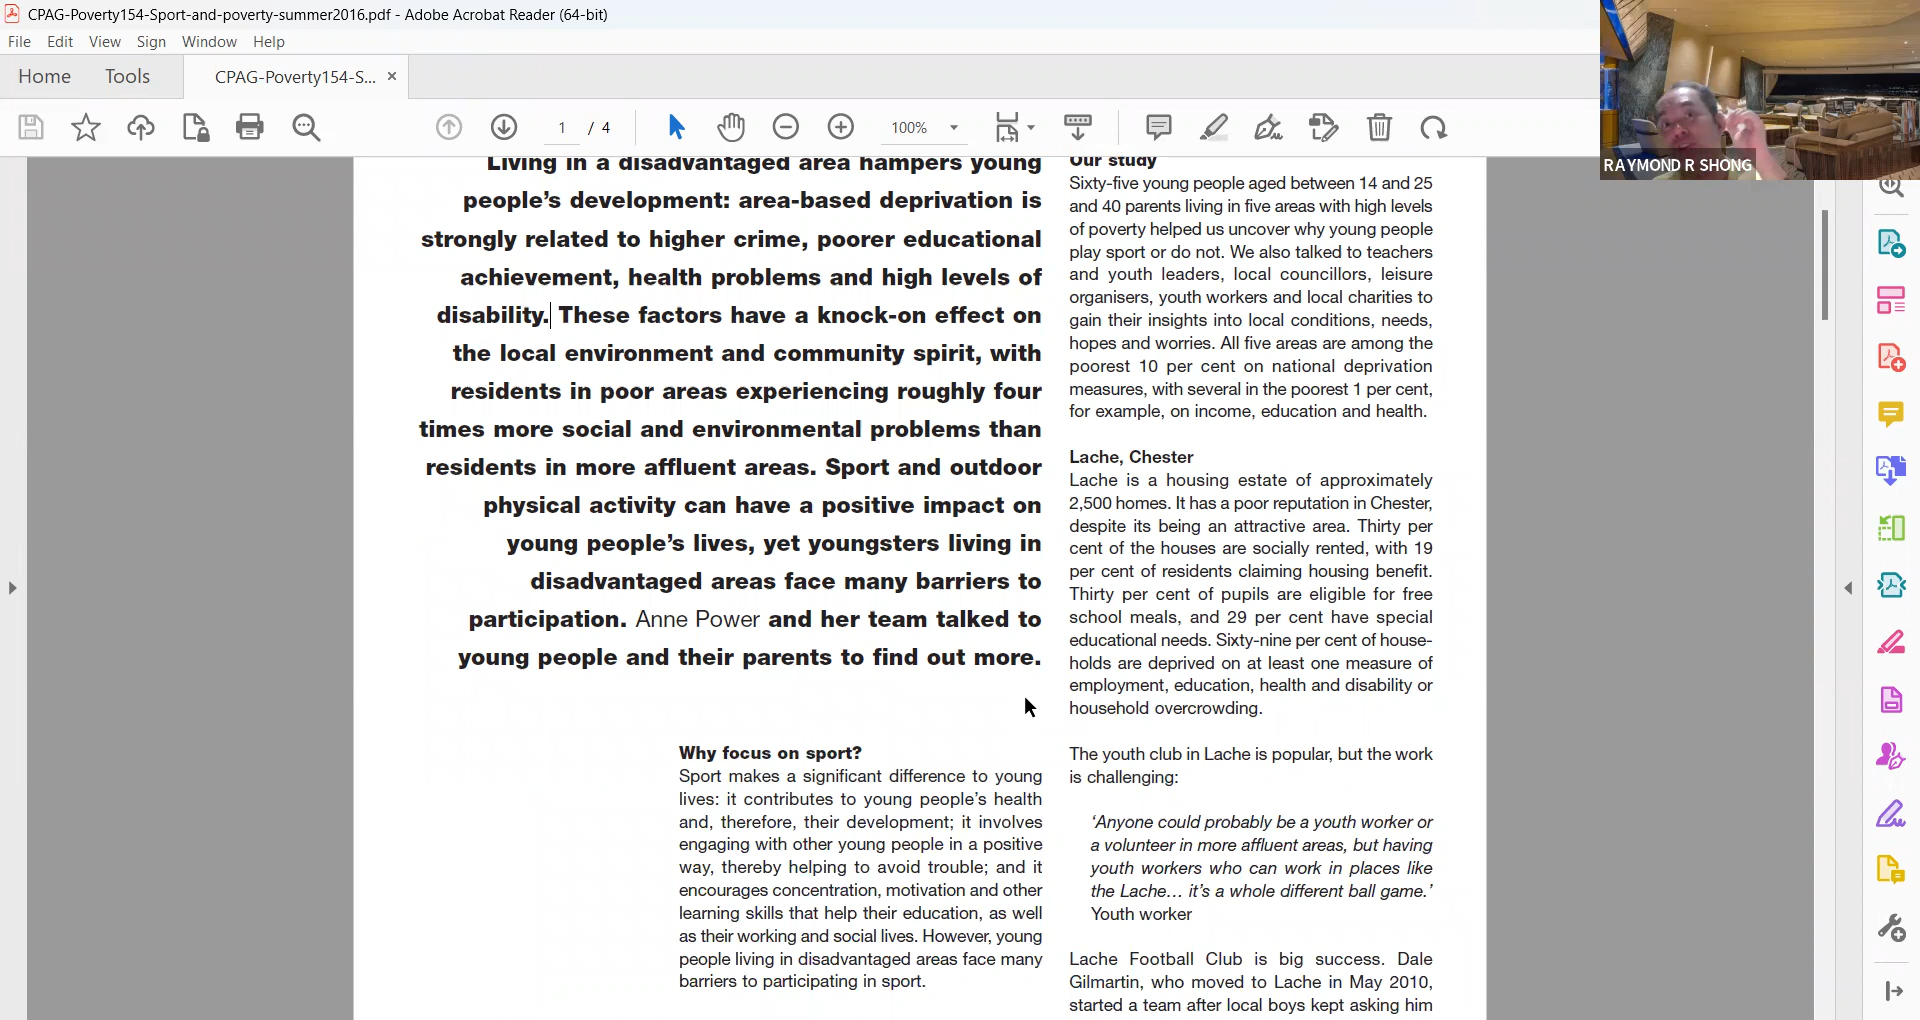 CPAG-Poverty154-Sport-and-poverty-summer2016.pdf - Adobe Acrobat Reader (64-bit)
File Edit View Sign Window Help
Home Tools CPAG-Poverty154-S... ×
1 / 4 100%
RAYMOND R SHONG
Living in a disadvantaged area hampers young
people’s development: area-based deprivation is
strongly related to higher crime, poorer educational
achievement, health problems and high levels of
disability. These factors have a knock-on effect on
the local environment and community spirit, with
residents in poor areas experiencing roughly four
times more social and environmental problems than
residents in more affluent areas. Sport and outdoor
physical activity can have a positive impact on
young people’s lives, yet youngsters living in
disadvantaged areas face many barriers to
participation. Anne Power and her team talked to
young people and their parents to find out more.
Why focus on sport?
Sport makes a significant difference to young
lives: it contributes to young people’s health
and, therefore, their development; it involves
engaging with other young people in a positive
way, thereby helping to avoid trouble; and it
encourages concentration, motivation and other
learning skills that help their education, as well
as their working and social lives. However, young
people living in disadvantaged areas face many
barriers to participating in sport.
Our study
Sixty-five young people aged between 14 and 25
and 40 parents living in five areas with high levels
of poverty helped us uncover why young people
play sport or do not. We also talked to teachers
and youth leaders, local councillors, leisure
organisers, youth workers and local charities to
gain their insights into local conditions, needs,
hopes and worries. All five areas are among the
poorest 10 per cent on national deprivation
measures, with several in the poorest 1 per cent,
for example, on income, education and health.
Lache, Chester
Lache is a housing estate of approximately
2,500 homes. It has a poor reputation in Chester,
despite its being an attractive area. Thirty per
cent of the houses are socially rented, with 19
per cent of residents claiming housing benefit.
Thirty per cent of pupils are eligible for free
school meals, and 29 per cent have special
educational needs. Sixty-nine per cent of house-
holds are deprived on at least one measure of
employment, education, health and disability or
household overcrowding.
The youth club in Lache is popular, but the work
is challenging:
‘Anyone could probably be a youth worker or
a volunteer in more affluent areas, but having
youth workers who can work in places like
the Lache… it’s a whole different ball game.’
Youth worker
Lache Football Club is big success. Dale
Gilmartin, who moved to Lache in May 2010,
started a team after local boys kept asking him